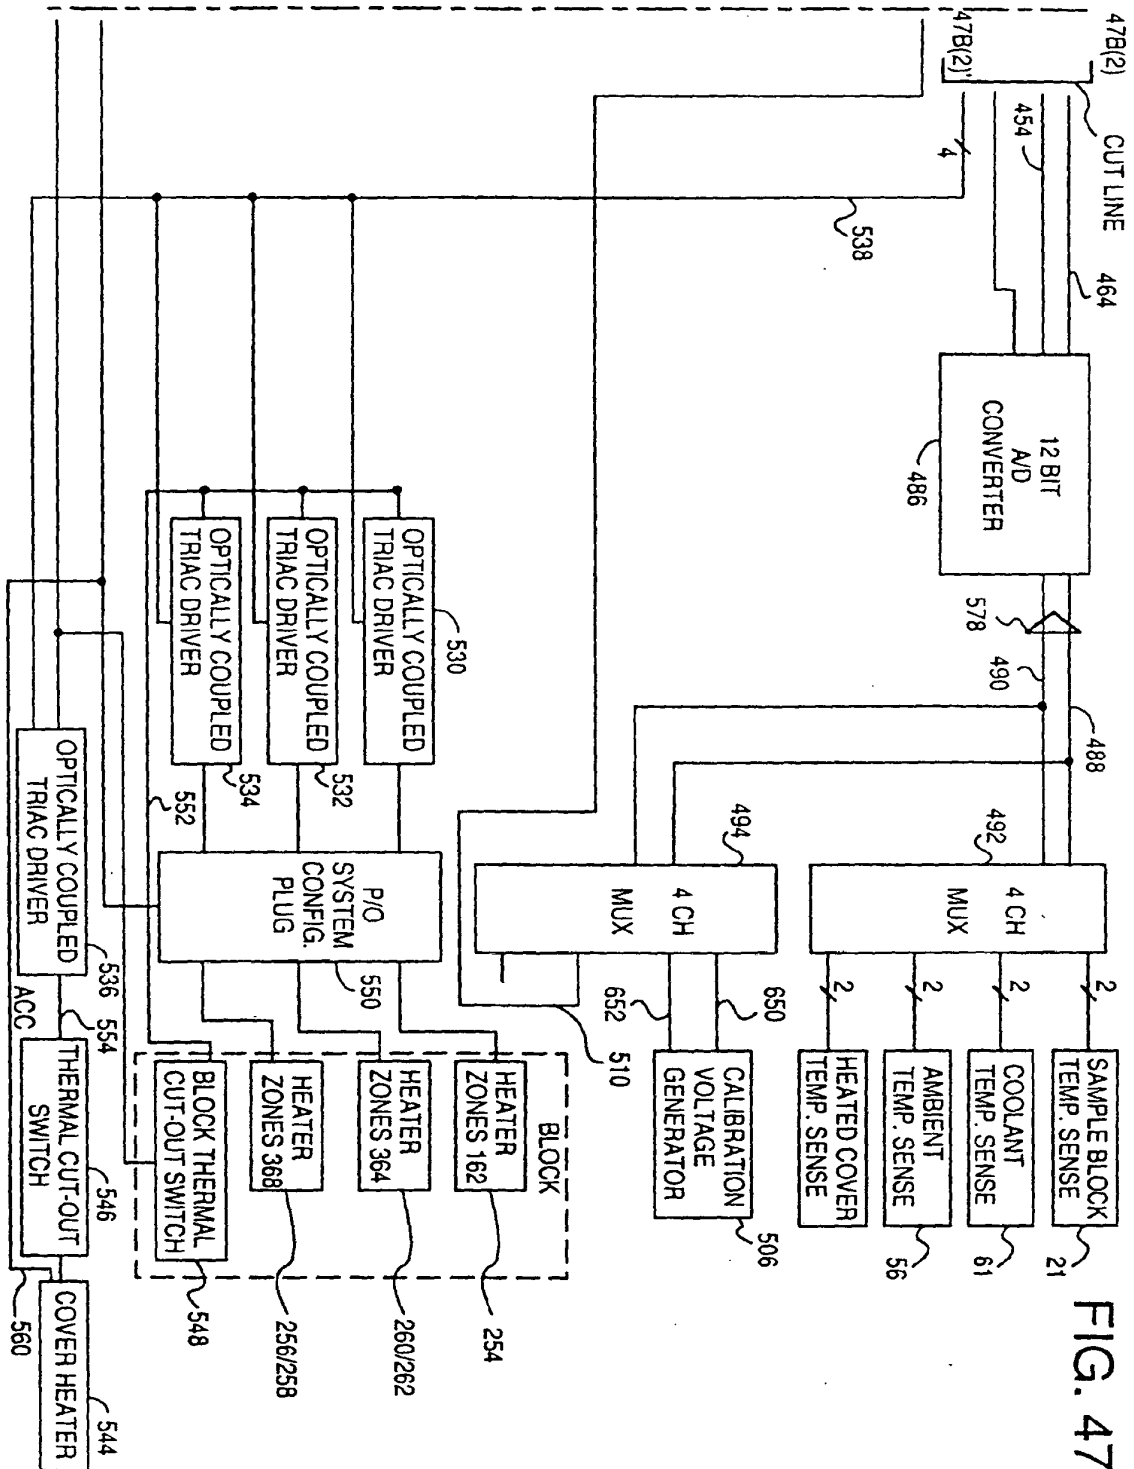 FIG. 47
47B(2)
47B(2)'
CUT LINE
454
464
4
538
12 BIT
A/D
CONVERTER
486
578
490
488
492
4 CH
MUX
494
4 CH
MUX
2
2
2
2
SAMPLE BLOCK
TEMP. SENSE
21
COOLANT
TEMP. SENSE
61
AMBIENT
TEMP. SENSE
56
HEATED COVER
TEMP. SENSE
650
652
CALIBRATION
VOLTAGE
GENERATOR
506
510
OPTICALLY COUPLED
TRIAC DRIVER
530
OPTICALLY COUPLED
TRIAC DRIVER
532
OPTICALLY COUPLED
TRIAC DRIVER
534
552
P/O
SYSTEM
CONFIG.
PLUG
550
BLOCK
HEATER
ZONES 162
254
HEATER
ZONES 364
260/262
HEATER
ZONES 368
256/258
BLOCK THERMAL
CUT-OUT SWITCH
548
OPTICALLY COUPLED
TRIAC DRIVER
536
ACC
554
THERMAL CUT-OUT
SWITCH
546
560
COVER HEATER
544